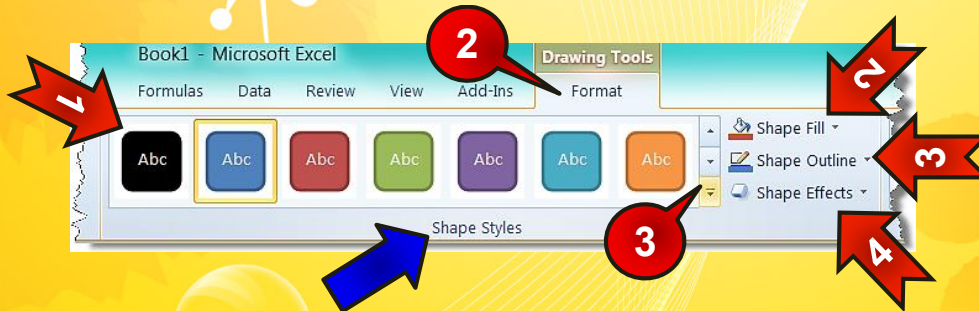 Book1 - Microsoft Excel
2
Drawing Tools
Formulas Data Review View Add-Ins Format
1
2
Abc Abc Abc Abc Abc Abc Abc
Shape Fill
Shape Outline
3
Shape Effects
Shape Styles
3
4